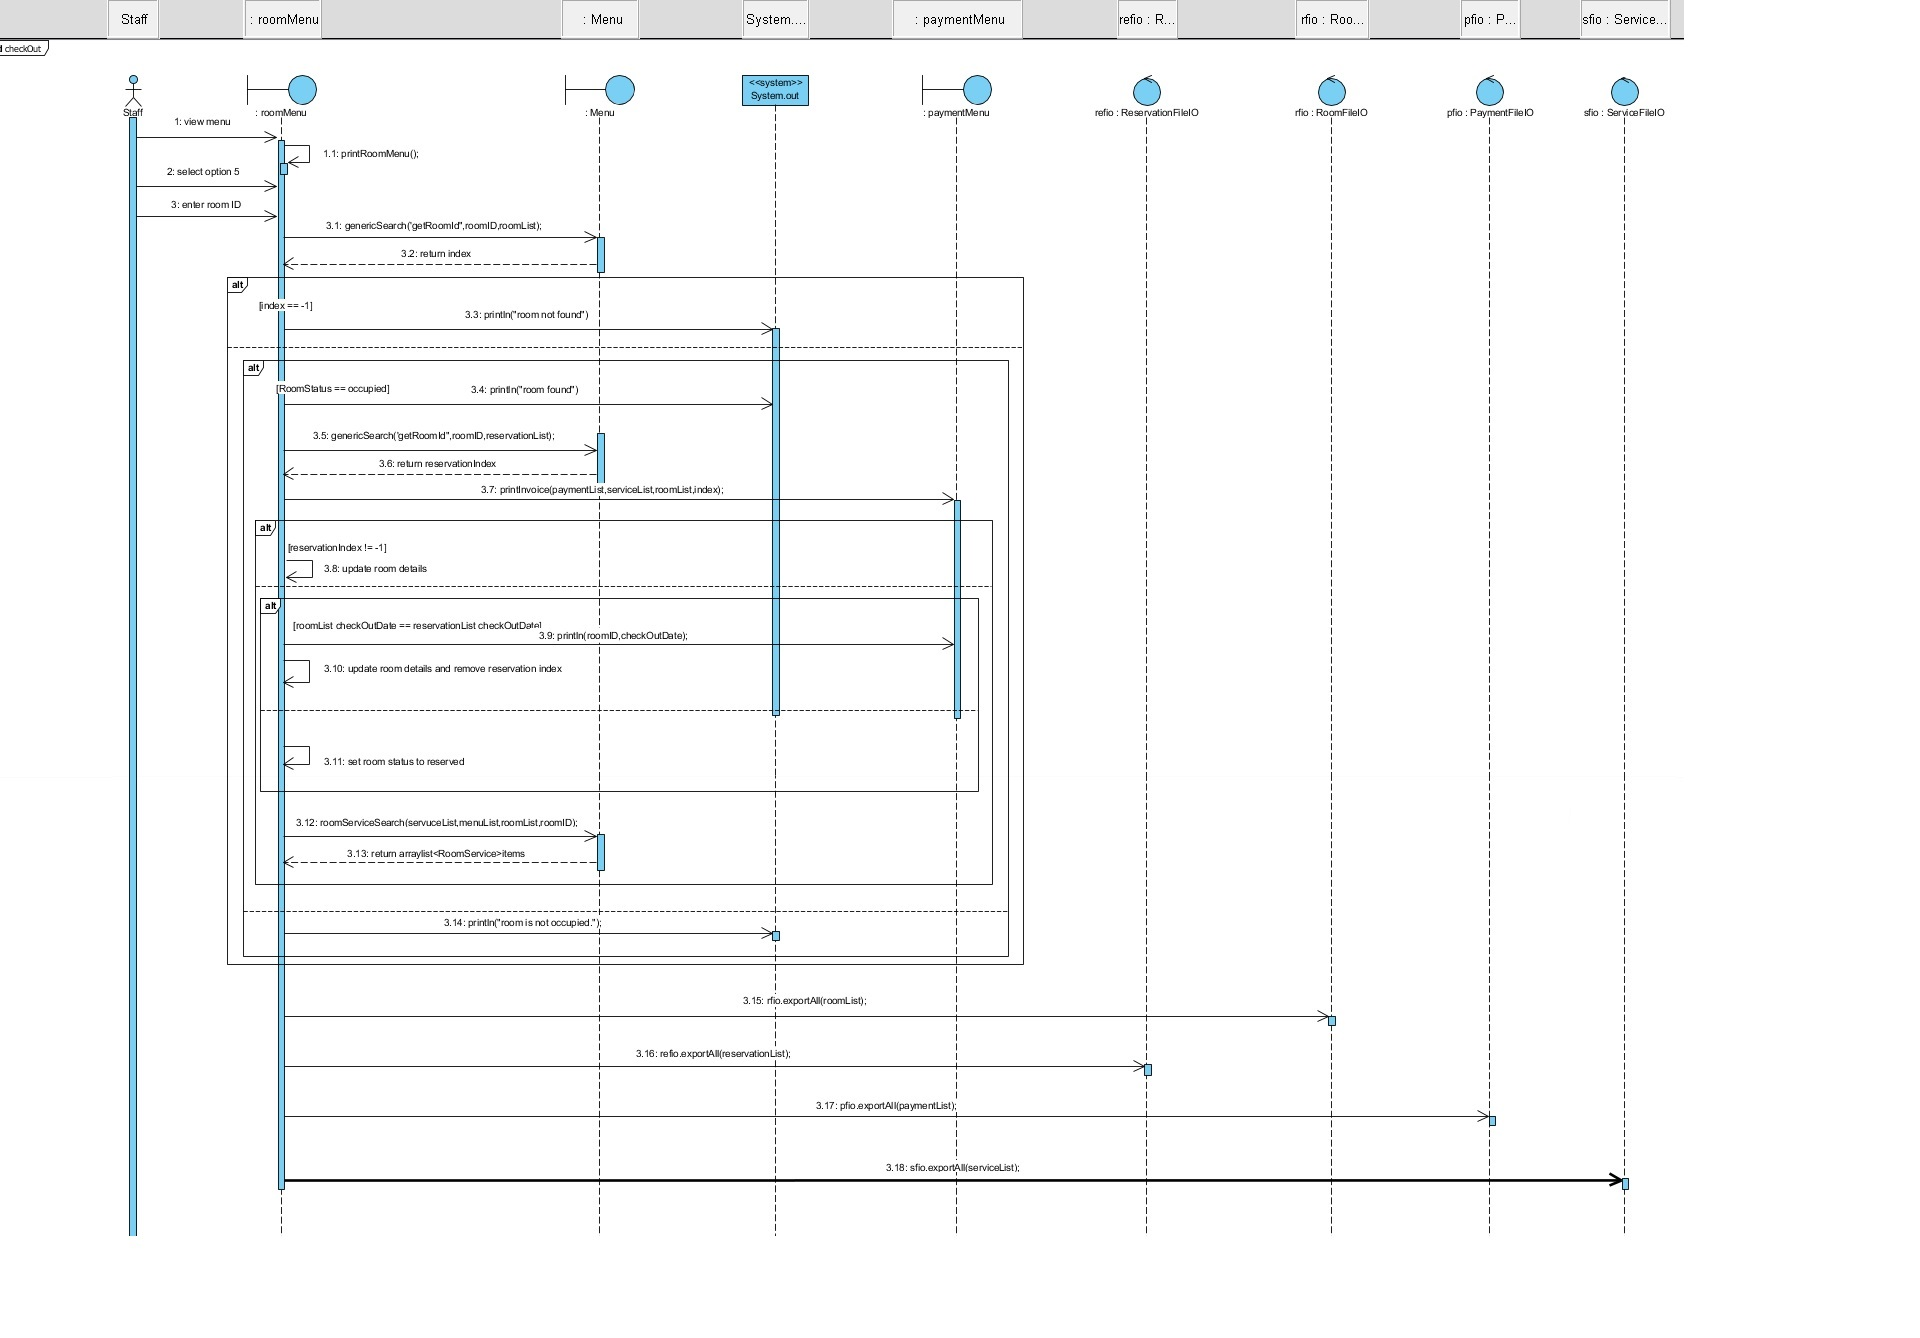 Staff
: roomMenu
: Menu
System....
: paymentMenu
refio : R...
rfio : Roo...
pfio : P...
sfio : Service...
checkOut
<<system>>
System.out
Staff
: roomMenu
: Menu
: paymentMenu
refio : ReservationFileIO
rfio : RoomFileIO
pfio : PaymentFileIO
sfio : ServiceFileIO
1: view menu
1.1: printRoomMenu();
2: select option 5
3: enter room ID
3.1: genericSearch('getRoomId",roomID,roomList);
3.2: return index
alt
[index == -1]
3.3: println("room not found")
alt
[RoomStatus == occupied]
3.4: println("room found")
3.5: genericSearch('getRoomId",roomID,reservationList);
3.6: return reservationIndex
3.7: printInvoice(paymentList,serviceList,roomList,index);
alt
[reservationIndex != -1]
3.8: update room details
alt
[roomList checkOutDate == reservationList checkOutDate]
3.9: println(roomID,checkOutDate);
3.10: update room details and remove reservation index
3.11: set room status to reserved
3.12: roomServiceSearch(servuceList,menuList,roomList,roomID);
3.13: return arraylist<RoomService>items
3.14: println("room is not occupied.");
3.15: rfio.exportAll(roomList);
3.16: refio.exportAll(reservationList);
3.17: pfio.exportAll(paymentList);
3.18: sfio.exportAll(serviceList);